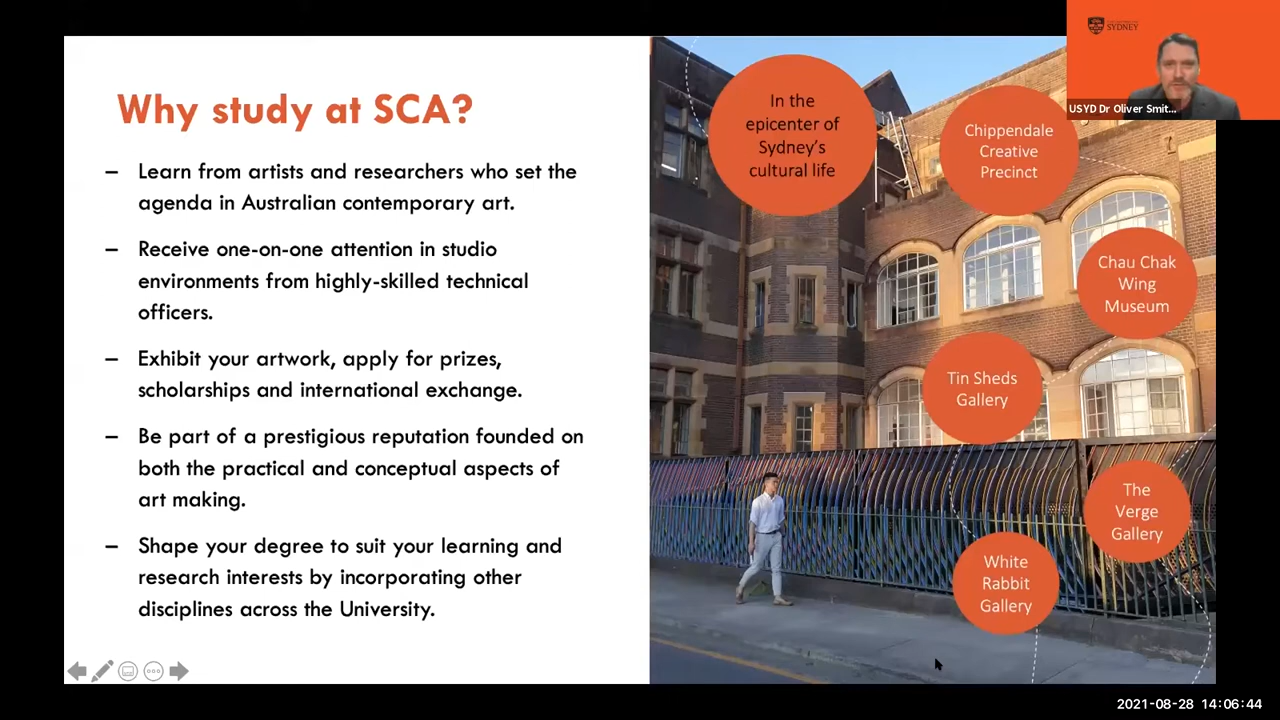 Why study at SCA?
– Learn from artists and researchers who set the
agenda in Australian contemporary art.
– Receive one-on-one attention in studio
environments from highly-skilled technical
officers.
– Exhibit your artwork, apply for prizes,
scholarships and international exchange.
– Be part of a prestigious reputation founded on
both the practical and conceptual aspects of
art making.
– Shape your degree to suit your learning and
research interests by incorporating other
disciplines across the University.
In the
epicenter of
Sydney’s
cultural life
Chippendale
Creative
Precinct
Chau Chak
Wing
Museum
Tin Sheds
Gallery
The
Verge
Gallery
White
Rabbit
Gallery
SYDNEY
USYD Dr Oliver Smit...
2021-08-28 14:06:44